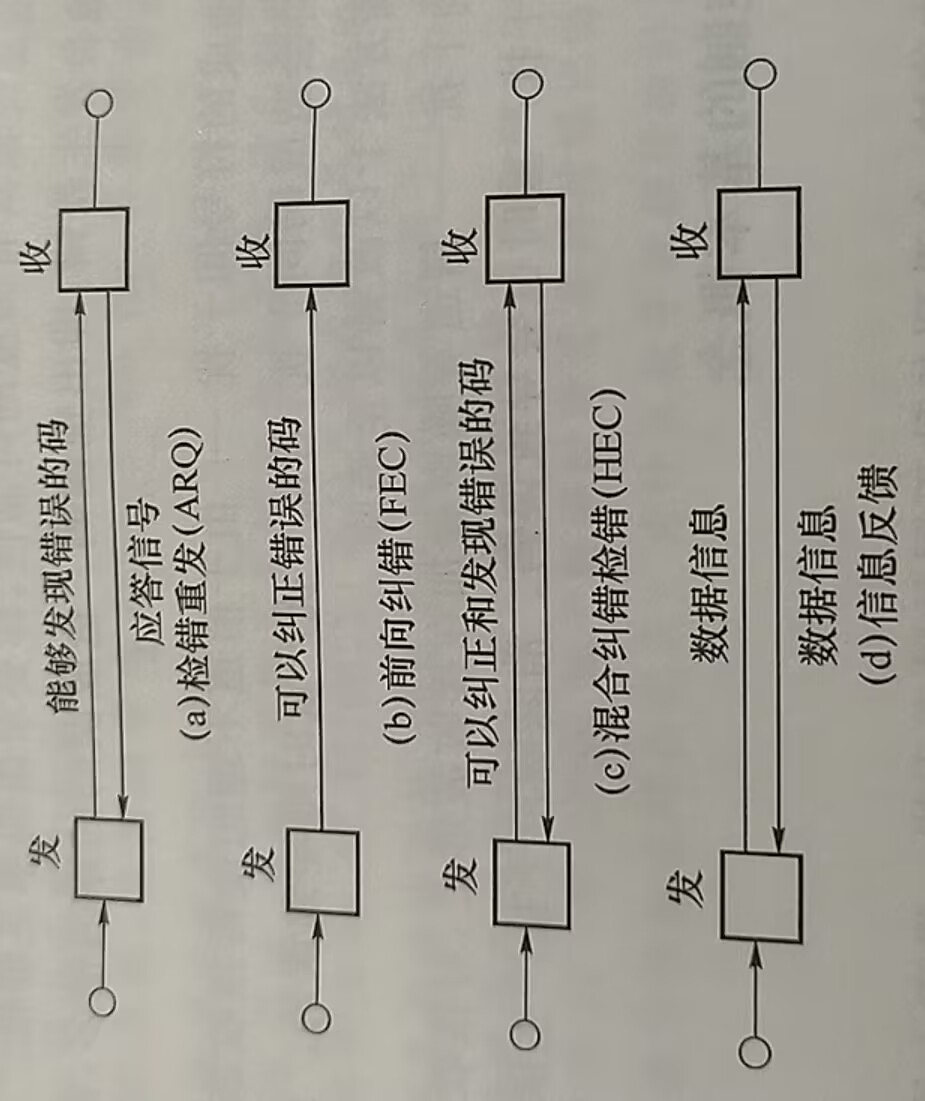 发
能够发现错误的码
收
应答信号
(a)检错重发(ARQ)
发
可以纠正错误的码
收
(b)前向纠错(FEC)
发
可以纠正和发现错误的码
收
(c)混合纠错检错(HEC)
发
数据信息
收
数据信息
(d)信息反馈